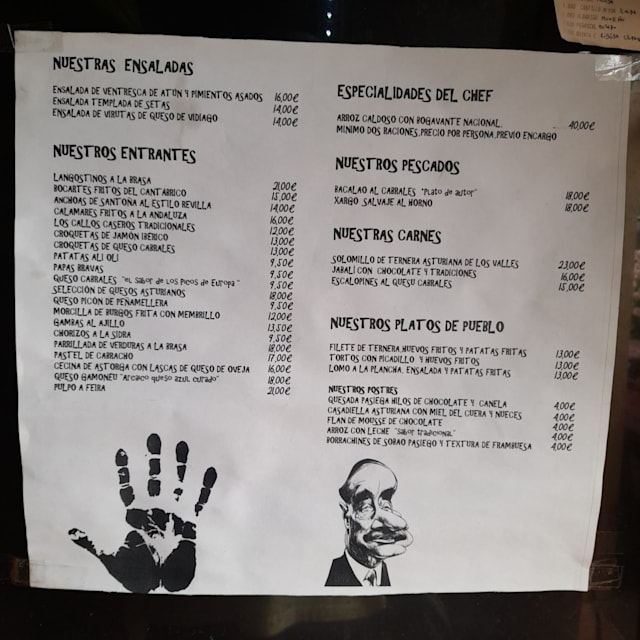 NUESTRAS ENSALADAS
ENSALADA DE VENTRESCA DE ATÚN Y PIMIENTOS ASADOS 16,00€
ENSALADA TEMPLADA DE SETAS 14,00€
ENSALADA DE VIRUTAS DE QUESO DE VIDIAGO 14,00€
NUESTROS ENTRANTES
LANGOSTINOS A LA BRASA 21,00€
BOCARTES FRITOS DEL CANTÁBRICO 15,00€
ANCHOAS DE SANTOÑA AL ESTILO REVILLA 14,00€
CALAMARES FRITOS A LA ANDALUZA 16,00€
LOS CALLOS CASEROS TRADICIONALES 12,00€
CROQUETAS DE JAMÓN IBÉRICO 13,00€
CROQUETAS DE QUESO CABRALES 13,00€
PATATAS ALI OLI 9,50€
PAPAS BRAVAS 9,50€
QUESO CABRALES "el sabor de los Picos de Europa" 9,50€
SELECCIÓN DE QUESOS ASTURIANOS 18,00€
QUESO PICÓN DE PEÑAMELLERA 9,50€
MORCILLA DE BURGOS FRITA CON MEMBRILLO 12,00€
GAMBAS AL AJILLO 13,50€
CHORIZOS A LA SIDRA 9,50€
PARRILLADA DE VERDURAS A LA BRASA 18,00€
PASTEL DE CABRACHO 17,00€
CECINA DE ASTORGA CON LASCAS DE QUESO DE OVEJA 16,00€
QUESO GAMONEU "Arcaico queso azul curado" 18,00€
PULPO A FEIRA 21,00€
ESPECIALIDADES DEL CHEF
ARROZ CALDOSO CON BOGAVANTE NACIONAL.
MINIMO DOS RACIONES,PRECIO POR PERSONA,PREVIO ENCARGO 40,00€
NUESTROS PESCADOS
BACALAO AL CABRALES "Plato de autor" 18,00€
XARGO SALVAJE AL HORNO 18,00€
NUESTRAS CARNES
SOLOMILLO DE TERNERA ASTURIANA DE LOS VALLES 23,00€
JABALÍ CON CHOCOLATE Y TRADICIONES 16,00€
ESCALOPINES AL QUESU CABRALES 15,00€
NUESTROS PLATOS DE PUEBLO
FILETE DE TERNERA,HUEVOS FRITOS Y PATATAS FRITAS 13,00€
TORTOS CON PICADILLO Y HUEVOS FRITOS 13,00€
LOMO A LA PLANCHA, ENSALADA Y PATATAS FRITAS 13,00€
NUESTROS POSTRES
QUESADA PASIEGA HILOS DE CHOCOLATE Y CANELA 4,00€
CASADIELLA ASTURIANA CON MIEL DEL CUERA Y NUECES 4,00€
FLAN DE MOUSSE DE CHOCOLATE 4,00€
ARROZ CON LECHE "Sabor tradicional" 4,00€
BORRACHINES DE SOBAO PASIEGO Y TEXTURA DE FRAMBUESA 4,00€